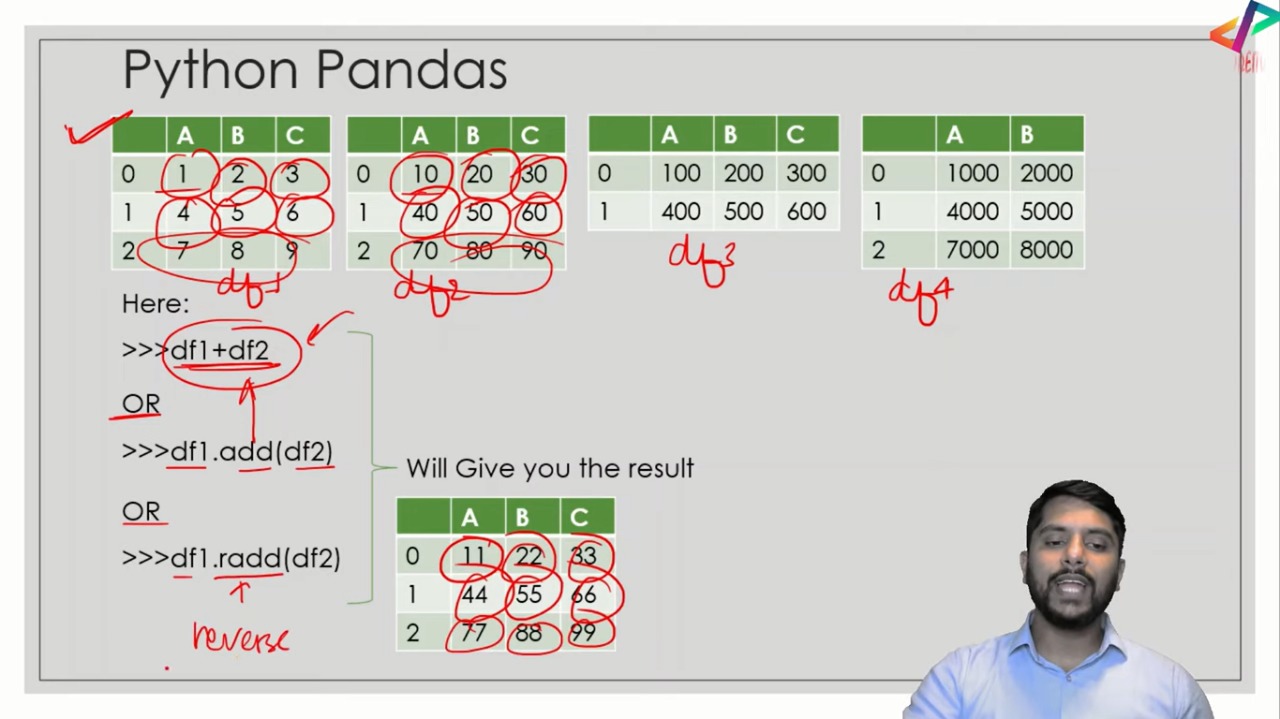 Python Pandas
A B C
0 1 2 3
1 4 5 6
2 7 8 9
df1
A B C
0 10 20 30
1 40 50 60
2 70 80 90
df2
A B C
0 100 200 300
1 400 500 600
df3
A B
0 1000 2000
1 4000 5000
2 7000 8000
df4
Here:
>>>df1+df2
OR
>>>df1.add(df2)
OR
>>>df1.radd(df2)
reverse
Will Give you the result
A B C
0 11 22 33
1 44 55 66
2 77 88 99